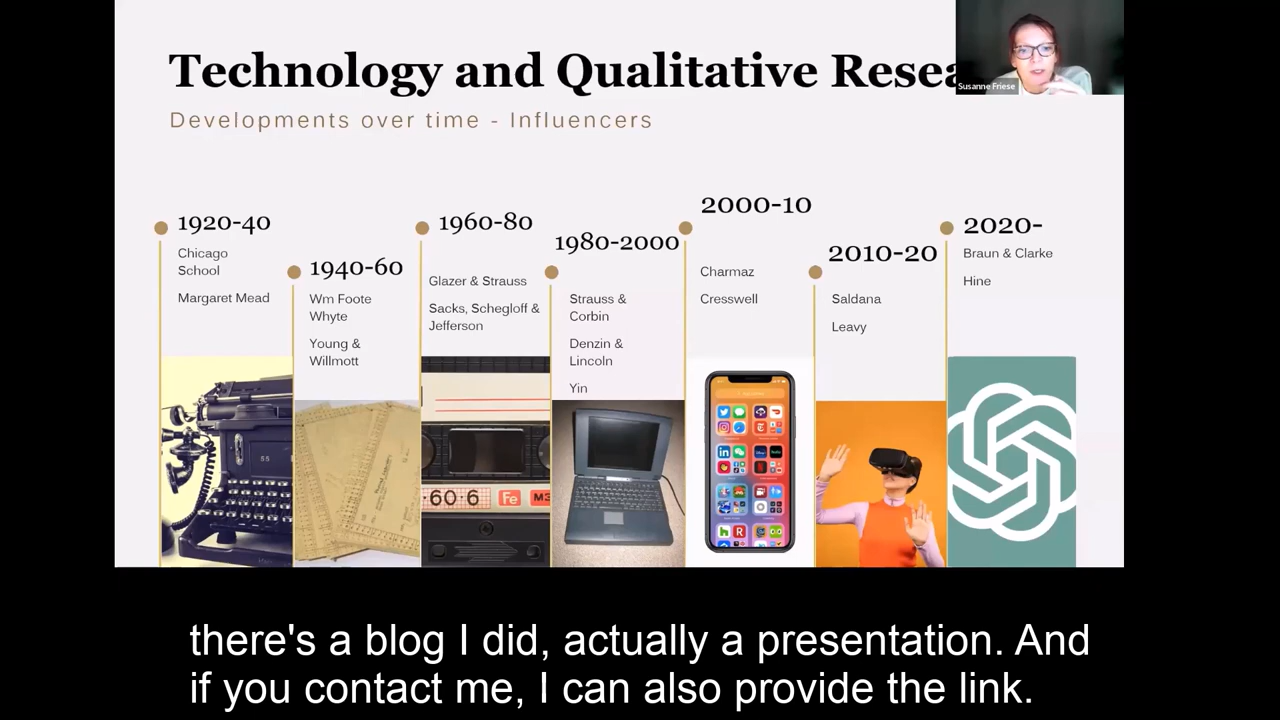 Technology and Qualitative Resea
Susanne Friese
Developments over time - Influencers
1920-40
Chicago
School
Margaret Mead
1940-60
Wm Foote
Whyte
Young &
Willmott
1960-80
Glazer & Strauss
Sacks, Schegloff &
Jefferson
1980-2000
Strauss &
Corbin
Denzin &
Lincoln
Yin
2000-10
Charmaz
Cresswell
2010-20
Saldana
Leavy
2020-
Braun & Clarke
Hine
55
60 6 Fe
there's a blog I did, actually a presentation. And
if you contact me, I can also provide the link.